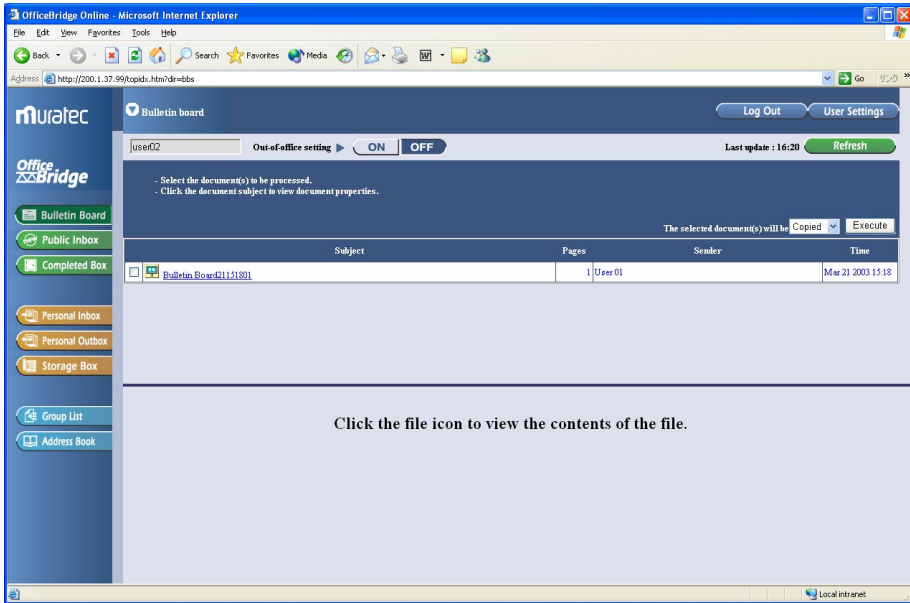 OfficeBridge Online - Microsoft Internet Explorer
File Edit View Favorites Tools Help
Back Search Favorites Media
Address http://200.1.37.99/topidx.htm?dir=bbs Go リンク »
muratec
Bulletin board
Log Out User Settings
user02 Out-of-office setting ON OFF Last update : 16:20 Refresh
Office Bridge
- Select the document(s) to be processed.
- Click the document subject to view document properties.
Bulletin Board
The selected document(s) will be Copied Execute
Public Inbox
Subject Pages Sender Time
Completed Box
Bulletin Board21151801 1 User 01 Mar 21 2003 15:18
Personal Inbox
Personal Outbox
Storage Box
Group List
Click the file icon to view the contents of the file.
Address Book
Local intranet